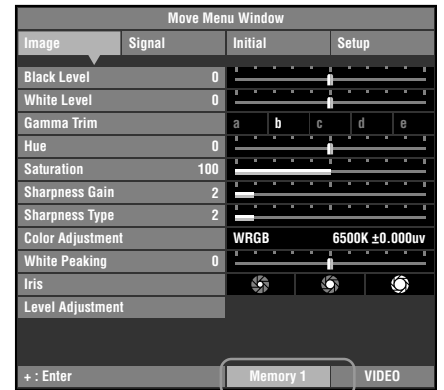 Move Menu Window
Image Signal Initial Setup
Black Level 0
White Level 0
Gamma Trim a b c d e
Hue 0
Saturation 100
Sharpness Gain 2
Sharpness Type 2
Color Adjustment WRGB 6500K ±0.000uv
White Peaking 0
Iris
Level Adjustment
+ : Enter Memory 1 VIDEO